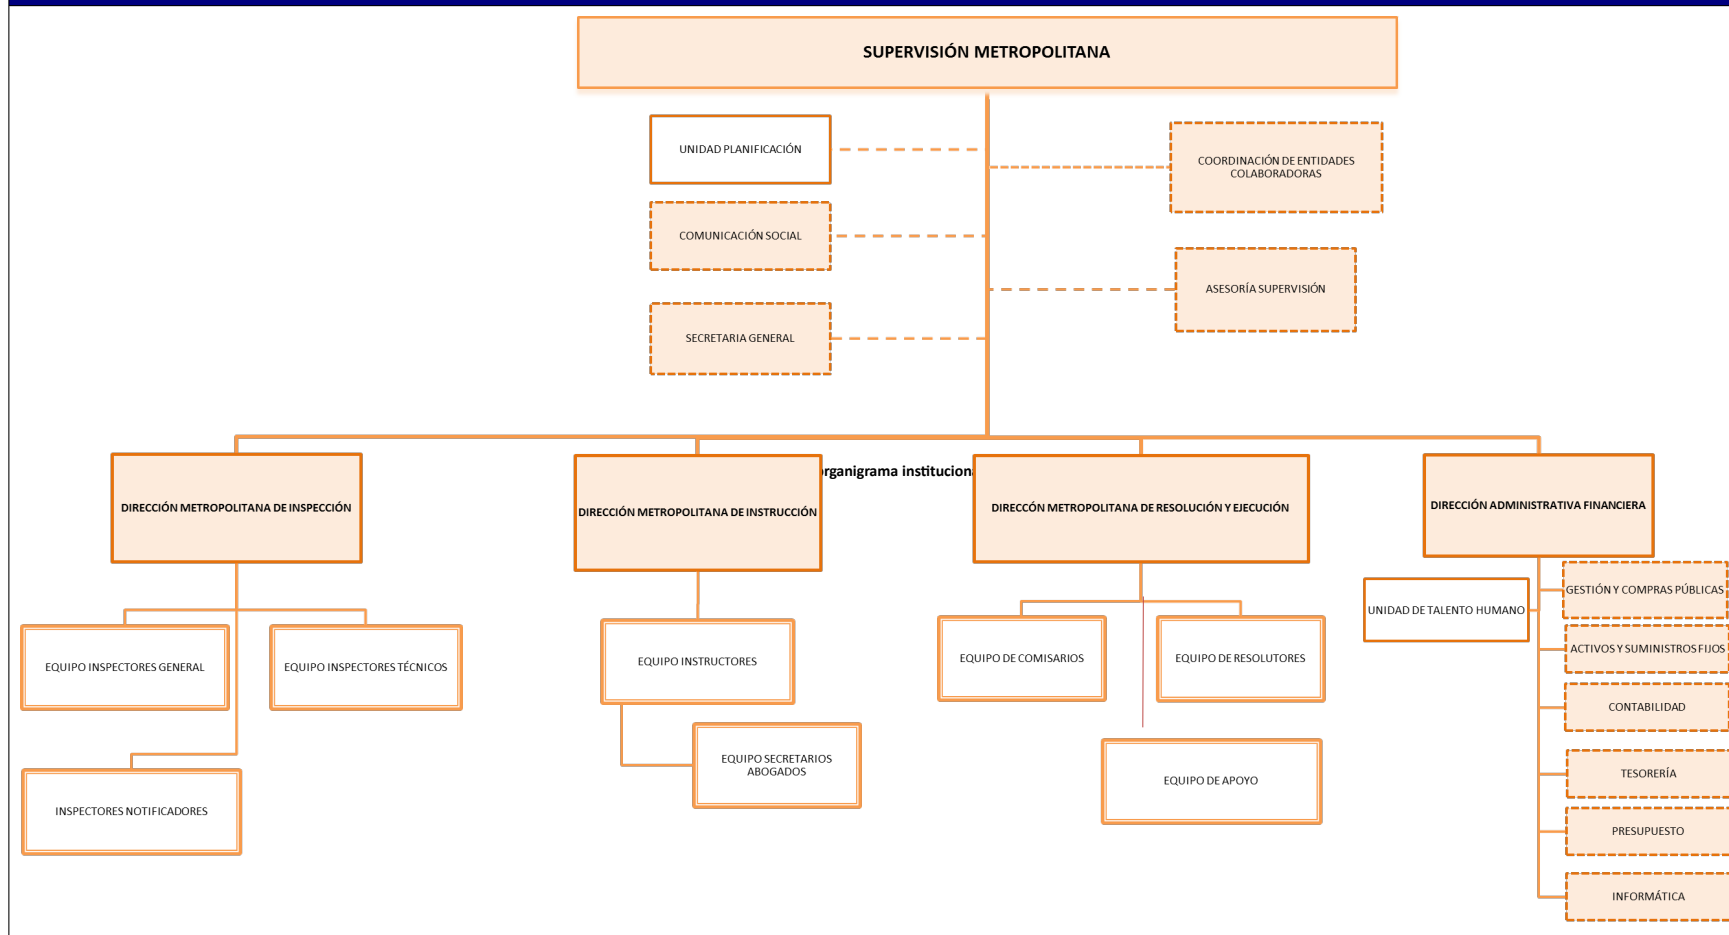 SUPERVISIÓN METROPOLITANA
UNIDAD PLANIFICACIÓN
COORDINACIÓN DE ENTIDADES
COLABORADORAS
COMUNICACIÓN SOCIAL
ASESORÍA SUPERVISIÓN
SECRETARIA GENERAL
organigrama instituciona
DIRECCIÓN METROPOLITANA DE INSPECCIÓN
DIRECCIÓN METROPOLITANA DE INSTRUCCIÓN
DIRECCÓN METROPOLITANA DE RESOLUCIÓN Y EJECUCIÓN
DIRECCIÓN ADMINISTRATIVA FINANCIERA
EQUIPO INSPECTORES GENERAL
EQUIPO INSPECTORES TÉCNICOS
INSPECTORES NOTIFICADORES
EQUIPO INSTRUCTORES
EQUIPO SECRETARIOS
ABOGADOS
EQUIPO DE COMISARIOS
EQUIPO DE RESOLUTORES
EQUIPO DE APOYO
UNIDAD DE TALENTO HUMANO
GESTIÓN Y COMPRAS PÚBLICAS
ACTIVOS Y SUMINISTROS FIJOS
CONTABILIDAD
TESORERÍA
PRESUPUESTO
INFORMÁTICA